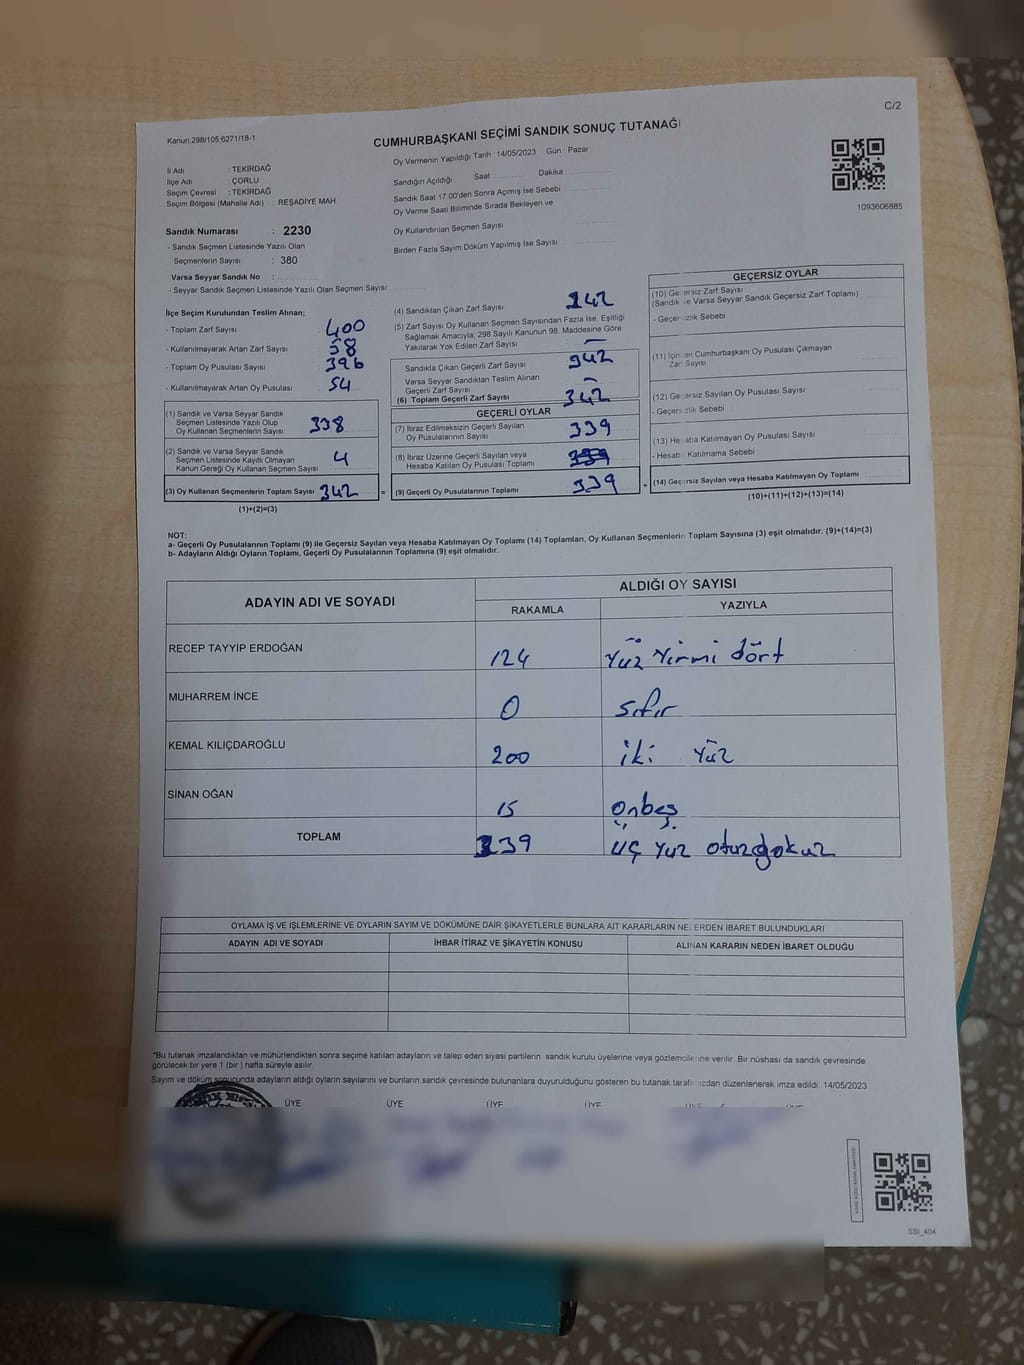 C/2
Kanun:298/105:6271/18-1
CUMHURBAŞKANI SEÇİMİ SANDIK SONUÇ TUTANAĞI
Oy Vermenin Yapıldığı Tarih :14/05/2023 Gün : Pazar
İl Adı : TEKİRDAĞ
İlçe Adı : ÇORLU
Seçim Çevresi : TEKİRDAĞ
Seçim Bölgesi (Mahalle Adı) : REŞADİYE MAH
Sandığın Açıldığı Saat : Dakika :
Sandık Saat 17.00'den Sonra Açımış İse Sebebi :
Oy Verme Saati Bitiminde Sırada Bekleyen ve
Oy Kullandırılan Seçmen Sayısı :
Birden Fazla Sayım Döküm Yapılmış İse Sayısı :
1093606885
Sandık Numarası : 2230
- Sandık Seçmen Listesinde Yazılı Olan
Seçmenlerin Sayısı : 380
Varsa Seyyar Sandık No :
- Seyyar Sandık Seçmen Listesinde Yazılı Olan Seçmen Sayısı:
İlçe Seçim Kurulundan Teslim Alınan;
- Toplam Zarf Sayısı 400
- Kullanılmayarak Artan Zarf Sayısı 58
- Toplam Oy Pusulası Sayısı 396
- Kullanılmayarak Artan Oy Pusulası 54
(1) Sandık ve Varsa Seyyar Sandık
Seçmen Listesinde Yazılı Olup
Oy Kullanan Seçmenlerin Sayısı 338
(2) Sandık ve Varsa Seyyar Sandık
Seçmen Listesinde Kayıtlı Olmayan
Kanun Gereği Oy Kullanan Seçmen Sayısı 4
(3) Oy Kullanan Seçmenlerin Toplam Sayısı 342
(1)+(2)=(3)
=
(4) Sandıktan Çıkan Zarf Sayısı 342
(5) Zarf Sayısı Oy Kullanan Seçmen Sayısından Fazla İse, Eşitliği
Sağlamak Amacıyla; 298 Sayılı Kanunun 98. Maddesine Göre
Yakılarak Yok Edilen Zarf Sayısı –
Sandıkla Çıkan Geçerli Zarf Sayısı 342
Varsa Seyyar Sandıktan Teslim Alınan
Geçerli Zarf Sayısı –
(6) Toplam Geçerli Zarf Sayısı 342
GEÇERLİ OYLAR
(7) İtiraz Edilmeksizin Geçerli Sayılan
Oy Pusulalarının Sayısı 339
(8) İtiraz Üzerine Geçerli Sayılan veya
Hesaba Katılan Oy Pusulası Toplamı
(9) Geçerli Oy Pusulalarının Toplamı 339
+
GEÇERSİZ OYLAR
(10) Geçersiz Zarf Sayısı
(Sandık ve Varsa Seyyar Sandık Geçersiz Zarf Toplamı) :
- Geçersizlik Sebebi :
(11) İçinden Cumhurbaşkanı Oy Pusulası Çıkmayan
Zarf Sayısı :
(12) Geçersiz Sayılan Oy Pusulası Sayısı :
- Geçersizlik Sebebi :
(13) Hesaba Katılmayan Oy Pusulası Sayısı :
- Hesaba Katılmama Sebebi :
(14) Geçersiz Sayılan veya Hesaba Katılmayan Oy Toplamı :
(10)+(11)+(12)+(13)=(14)
NOT:
a- Geçerli Oy Pusulalarının Toplamı (9) ile Geçersiz Sayılan veya Hesaba Katılmayan Oy Toplamı (14) Toplamları, Oy Kullanan Seçmenlerin Toplam Sayısına (3) eşit olmalıdır. (9)+(14)=(3)
b- Adayların Aldığı Oyların Toplamı, Geçerli Oy Pusulalarının Toplamına (9) eşit olmalıdır.
ADAYIN ADI VE SOYADI ALDIĞI OY SAYISI
RAKAMLA YAZIYLA
RECEP TAYYİP ERDOĞAN 124 Yüz Yirmi dört
MUHARREM İNCE 0 sıfır
KEMAL KILIÇDAROĞLU 200 iki Yüz
SİNAN OĞAN 15 onbeş
TOPLAM 339 üç yüz otuzdokuz
OYLAMA İŞ VE İŞLEMLERİNE VE OYLARIN SAYIM VE DÖKÜMÜNE DAİR ŞİKAYETLERLE BUNLARA AİT KARARLARIN NELERDEN İBARET BULUNDUKLARI
ADAYIN ADI VE SOYADI İHBAR İTİRAZ VE ŞİKAYETİN KONUSU ALINAN KARARIN NEDEN İBARET OLDUĞU
*Bu tutanak imzalandıktan ve mühürlendikten sonra seçime katılan adayların ve talep eden siyasi partilerin sandık kurulu üyelerine veya gözlemcilerine verilir. Bir nüshası da sandık çevresinde
görülecek bir yere 1 (bir) hafta süreyle asılır.
Sayım ve döküm sonucunda adayların aldığı oyların sayılarını ve bunların sandık çevresinde bulunanlara duyurulduğunu gösteren bu tutanak tarafımızdan düzenlenerek imza edildi. 14/05/2023
ÜYE ÜYE ÜYE ÜYE ÜYE ÜYE
SSI_404